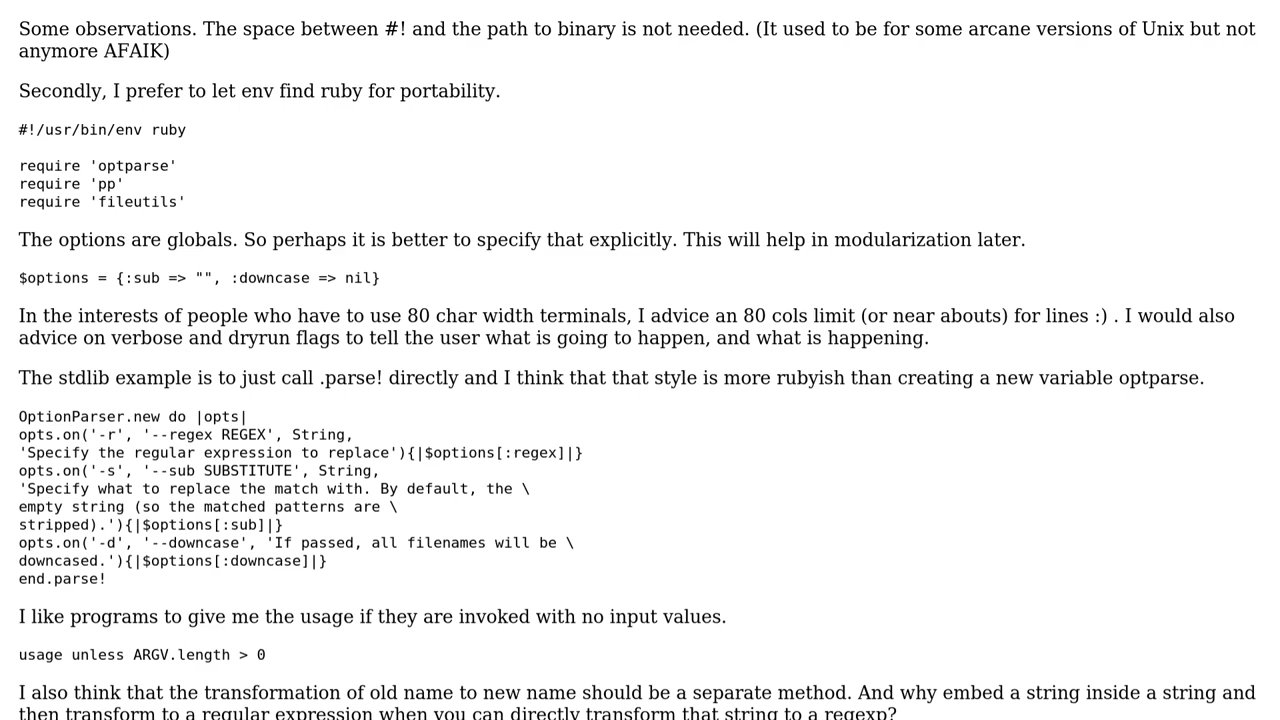 Some observations. The space between #! and the path to binary is not needed. (It used to be for some arcane versions of Unix but not
anymore AFAIK)
Secondly, I prefer to let env find ruby for portability.
#!/usr/bin/env ruby
require 'optparse'
require 'pp'
require 'fileutils'
The options are globals. So perhaps it is better to specify that explicitly. This will help in modularization later.
$options = {:sub => "", :downcase => nil}
In the interests of people who have to use 80 char width terminals, I advice an 80 cols limit (or near abouts) for lines :) . I would also
advice on verbose and dryrun flags to tell the user what is going to happen, and what is happening.
The stdlib example is to just call .parse! directly and I think that that style is more rubyish than creating a new variable optparse.
OptionParser.new do |opts|
opts.on('-r', '--regex REGEX', String,
'Specify the regular expression to replace'){|$options[:regex]|}
opts.on('-s', '--sub SUBSTITUTE', String,
'Specify what to replace the match with. By default, the \
empty string (so the matched patterns are \
stripped).'){|$options[:sub]|}
opts.on('-d', '--downcase', 'If passed, all filenames will be \
downcased.'){|$options[:downcase]|}
end.parse!
I like programs to give me the usage if they are invoked with no input values.
usage unless ARGV.length > 0
I also think that the transformation of old name to new name should be a separate method. And why embed a string inside a string and
then transform to a regular expression when you can directly transform that string to a regexp?